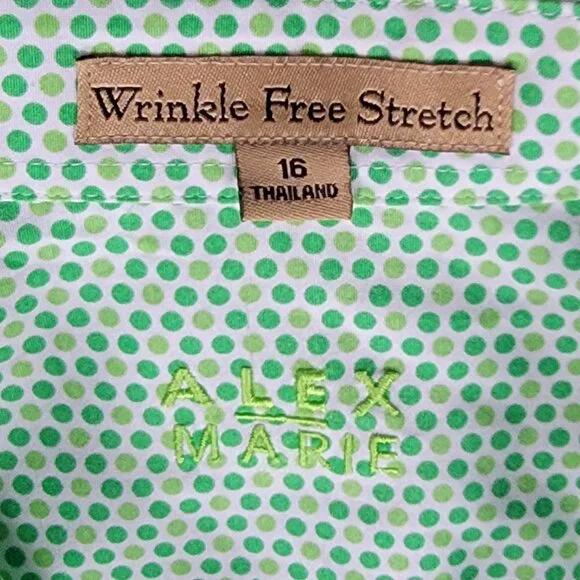 Wrinkle Free Stretch
16
THAILAND
ALEX
MARIE